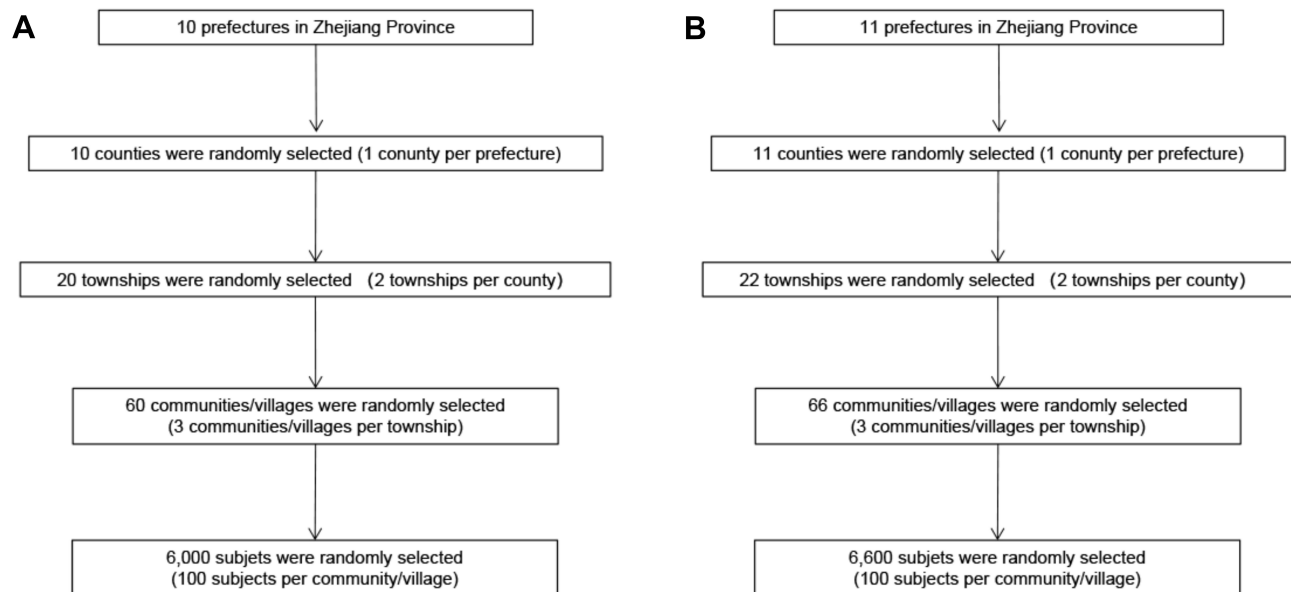 A
10 prefectures in Zhejiang Province
10 counties were randomly selected (1 conunty per prefecture)
20 townships were randomly selected (2 townships per county)
60 communities/villages were randomly selected
(3 communities/villages per township)
6,000 subjets were randomly selected
(100 subjects per community/village)
B
11 prefectures in Zhejiang Province
11 counties were randomly selected (1 conunty per prefecture)
22 townships were randomly selected (2 townships per county)
66 communities/villages were randomly selected
(3 communities/villages per township)
6,600 subjets were randomly selected
(100 subjects per community/village)